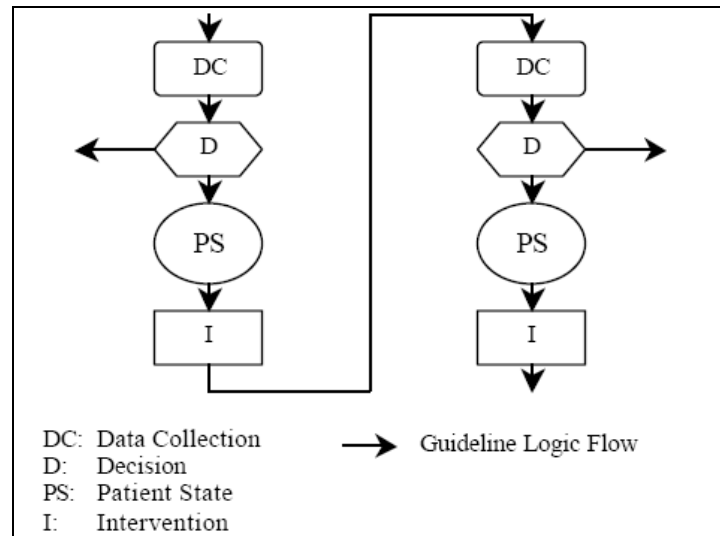 DC
D
PS
I
DC
D
PS
I
DC: Data Collection
D: Decision
PS: Patient State
I: Intervention
Guideline Logic Flow